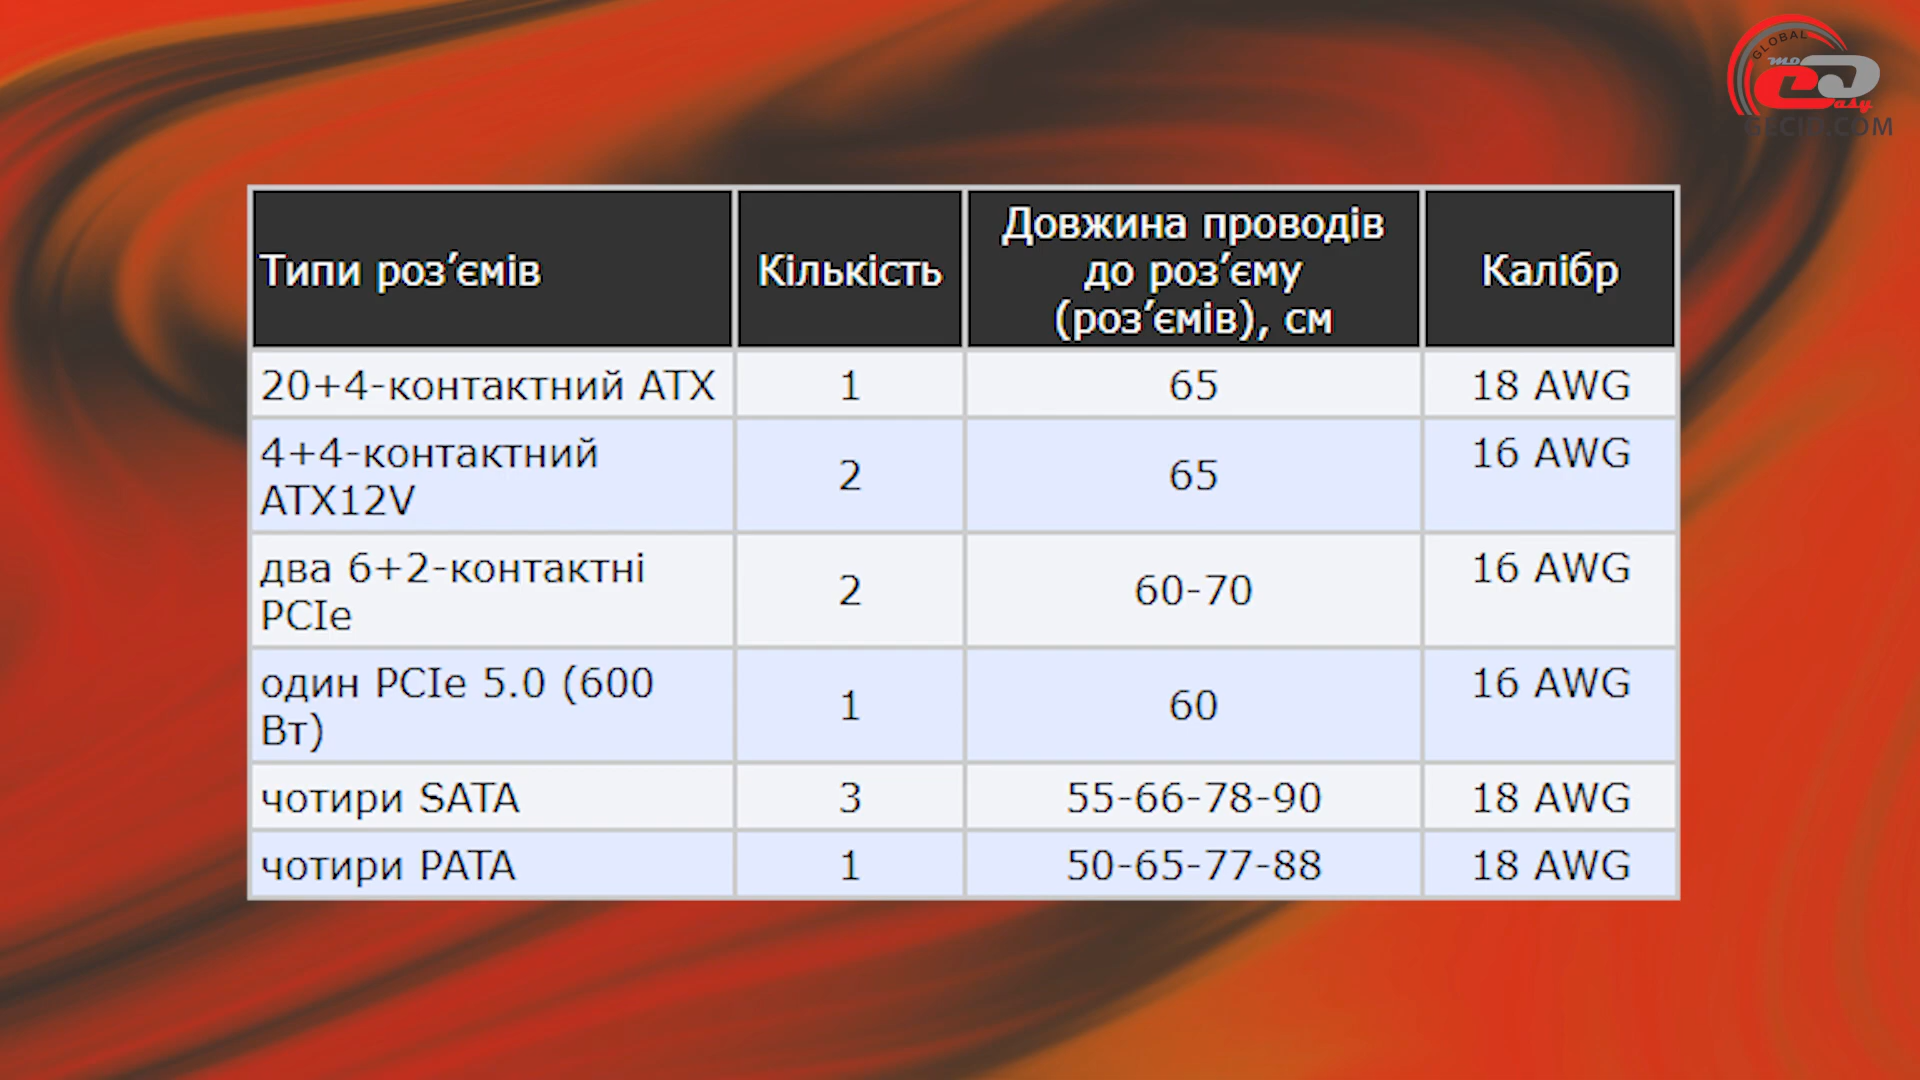 GLOBAL
GECID.COM
Типи роз’ємів
Кількість
Довжина проводів
до роз’єму
(роз’ємів), см
Калібр
20+4-контактний ATX
1
65
18 AWG
4+4-контактний
ATX12V
2
65
16 AWG
два 6+2-контактні
PCIe
2
60-70
16 AWG
один PCIe 5.0 (600
Вт)
1
60
16 AWG
чотири SATA
3
55-66-78-90
18 AWG
чотири PATA
1
50-65-77-88
18 AWG